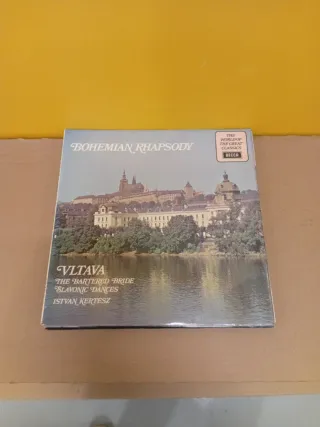 BOHEMIAN RHAPSODY
THE
WORLD OF
THE GREAT
CLASSICS
DECCA
VLTAVA
THE BARTERED BRIDE
SLAVONIC DANCES
ISTVAN KERTESZ